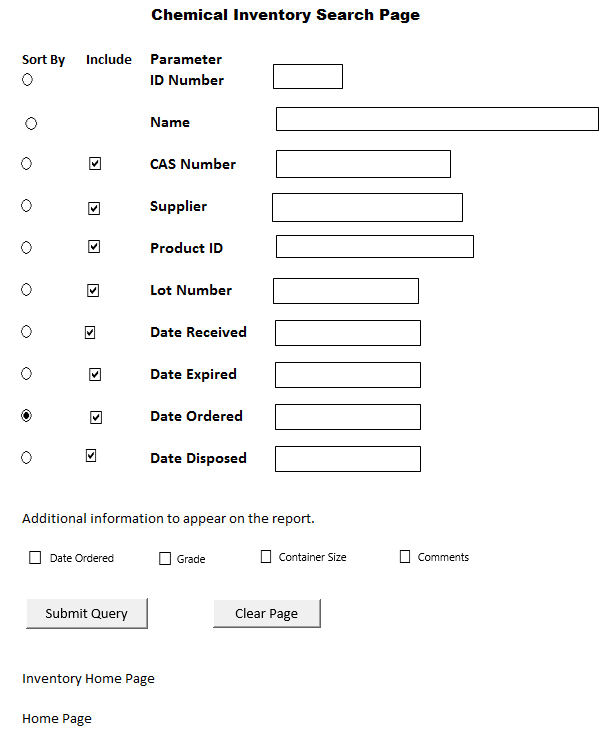 Chemical Inventory Search Page
Sort By Include Parameter
ID Number
Name
CAS Number
Supplier
Product ID
Lot Number
Date Received
Date Expired
Date Ordered
Date Disposed
Additional information to appear on the report.
Date Ordered Grade Container Size Comments
Submit Query Clear Page
Inventory Home Page
Home Page